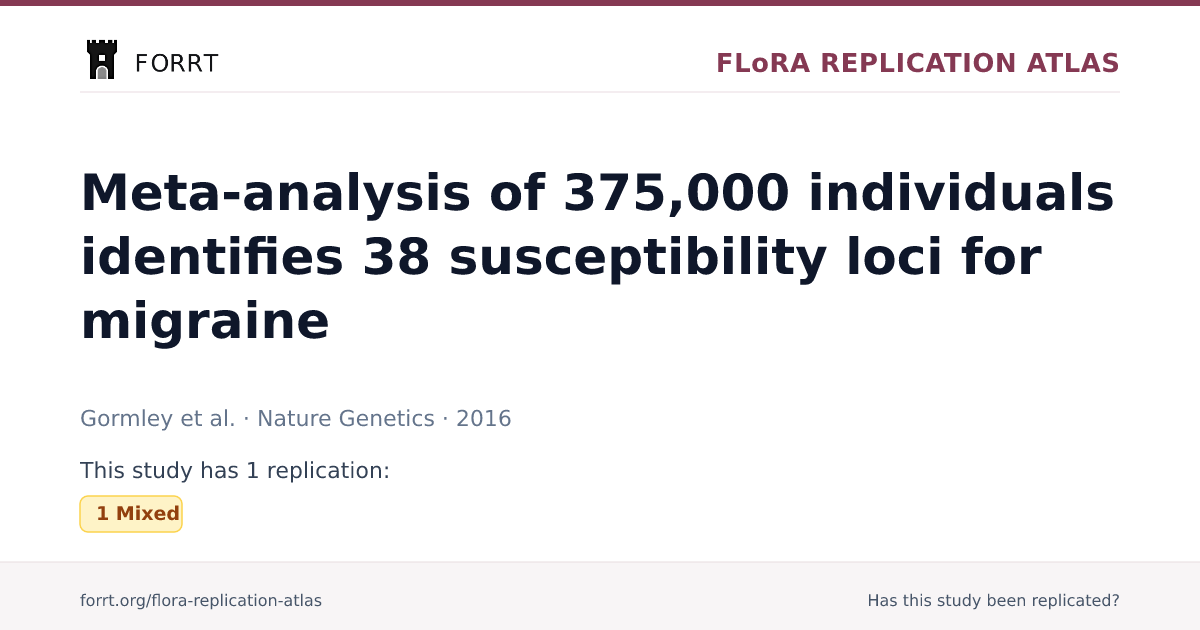 FORRT
FLoRA REPLICATION ATLAS
Meta-analysis of 375,000 individuals
identifies 38 susceptibility loci for
migraine
Gormley et al. · Nature Genetics · 2016
This study has 1 replication:
1 Mixed
forrt.org/flora-replication-atlas
Has this study been replicated?